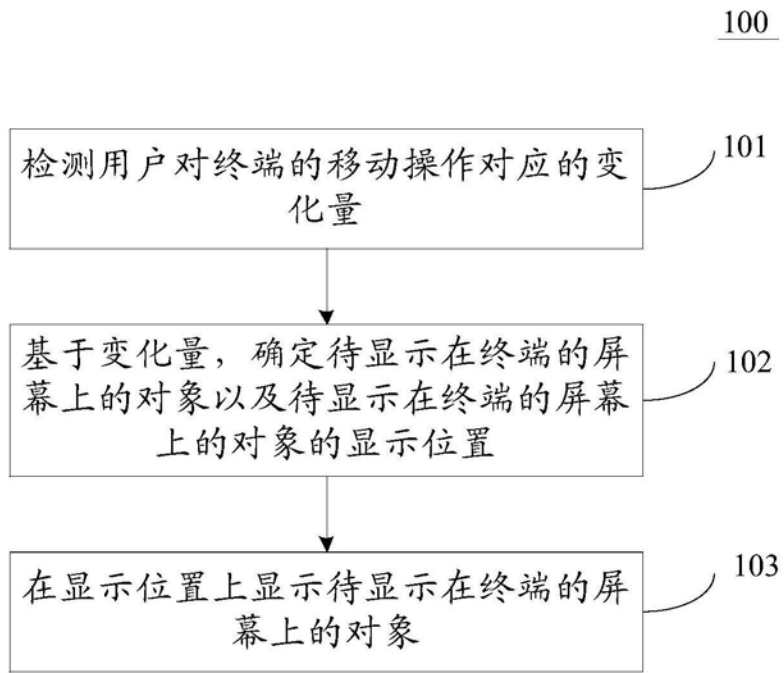 100
检测用户对终端的移动操作对应的变
化量
101
基于变化量，确定待显示在终端的屏
幕上的对象以及待显示在终端的屏幕
上的对象的显示位置
102
在显示位置上显示待显示在终端的屏
幕上的对象
103